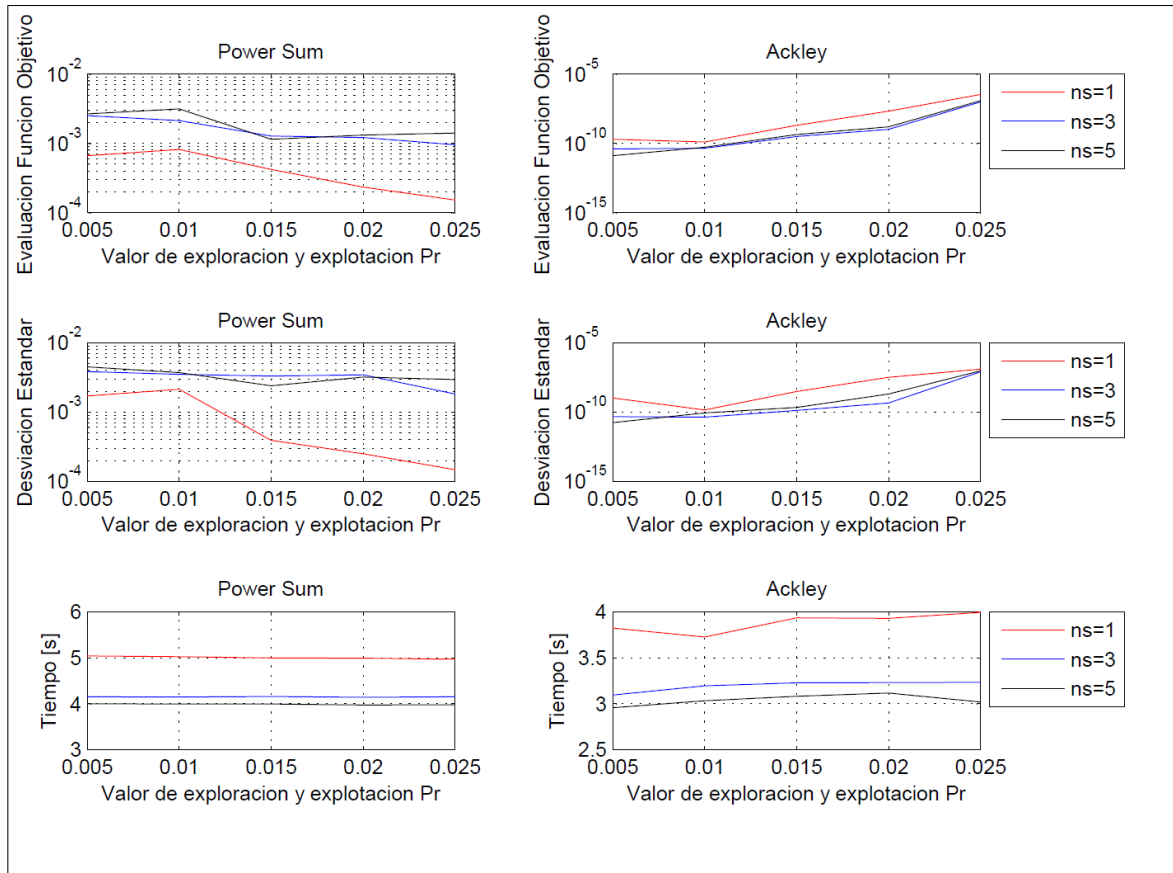 Power Sum
Evaluacion Funcion Objetivo
10^-2
10^-3
10^-4
0.005 0.01 0.015 0.02 0.025
Valor de exploracion y explotacion Pr
Ackley
Evaluacion Funcion Objetivo
10^-5
10^-10
10^-15
0.005 0.01 0.015 0.02 0.025
Valor de exploracion y explotacion Pr
ns=1
ns=3
ns=5
Power Sum
Desviacion Estandar
10^-2
10^-3
10^-4
0.005 0.01 0.015 0.02 0.025
Valor de exploracion y explotacion Pr
Ackley
Desviacion Estandar
10^-5
10^-10
10^-15
0.005 0.01 0.015 0.02 0.025
Valor de exploracion y explotacion Pr
ns=1
ns=3
ns=5
Power Sum
Tiempo [s]
6
5
4
3
0.005 0.01 0.015 0.02 0.025
Valor de exploracion y explotacion Pr
Ackley
Tiempo [s]
4
3.5
3
2.5
0.005 0.01 0.015 0.02 0.025
Valor de exploracion y explotacion Pr
ns=1
ns=3
ns=5